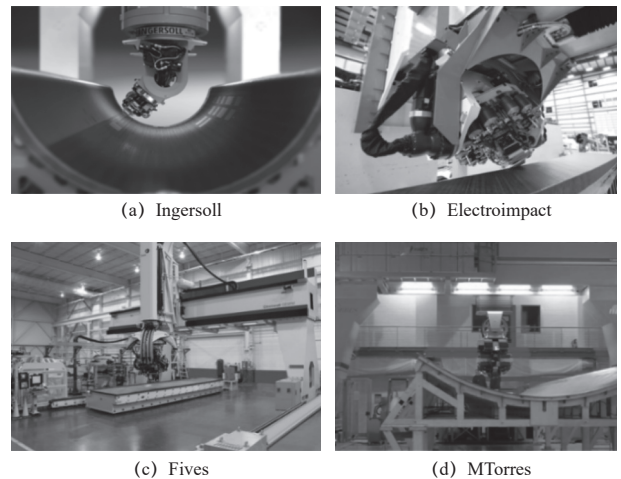 INGERSOLL
(a) Ingersoll
(b) Electroimpact
(c) Fives
(d) MTorres